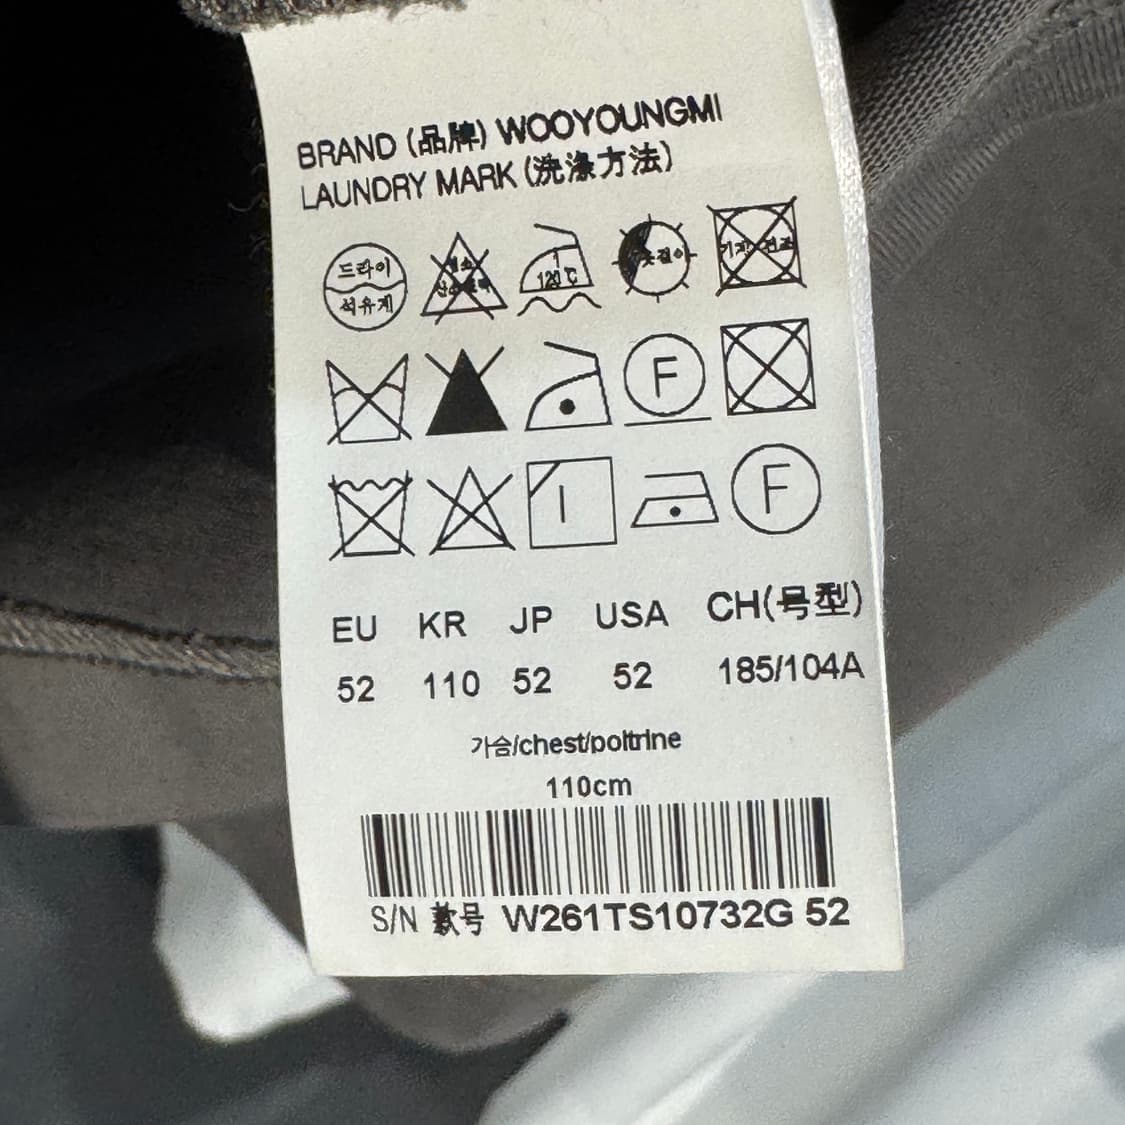 BRAND (品牌) WOOYOUNGMI
LAUNDRY MARK (洗涤方法)
드라이
석유계
120℃
F
F
EU KR JP USA CH(号型)
52 110 52 52 185/104A
가슴/chest/poitrine
110cm
S/N 款号 W261TS10732G 52